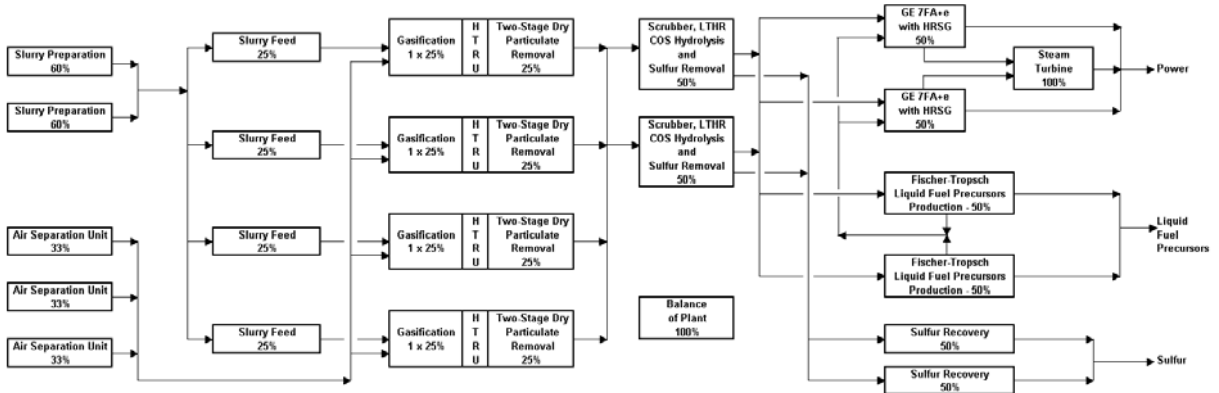 Slurry Preparation
60%
Slurry Preparation
60%
Air Separation Unit
33%
Air Separation Unit
33%
Air Separation Unit
33%
Slurry Feed
25%
Slurry Feed
25%
Slurry Feed
25%
Slurry Feed
25%
Gasification
1 x 25%
H
T
R
U
Two-Stage Dry
Particulate
Removal
25%
Gasification
1 x 25%
H
T
R
U
Two-Stage Dry
Particulate
Removal
25%
Gasification
1 x 25%
H
T
R
U
Two-Stage Dry
Particulate
Removal
25%
Gasification
1 x 25%
H
T
R
U
Two-Stage Dry
Particulate
Removal
25%
Scrubber, LTHR
COS Hydrolysis
and
Sulfur Removal
50%
Scrubber, LTHR
COS Hydrolysis
and
Sulfur Removal
50%
Balance
of Plant
100%
GE 7FA+e
with HRSG
50%
GE 7FA+e
with HRSG
50%
Steam
Turbine
100%
Power
Fischer-Tropsch
Liquid Fuel Precursors
Production - 50%
Fischer-Tropsch
Liquid Fuel Precursors
Production - 50%
Liquid
Fuel
Precursors
Sulfur Recovery
50%
Sulfur Recovery
50%
Sulfur